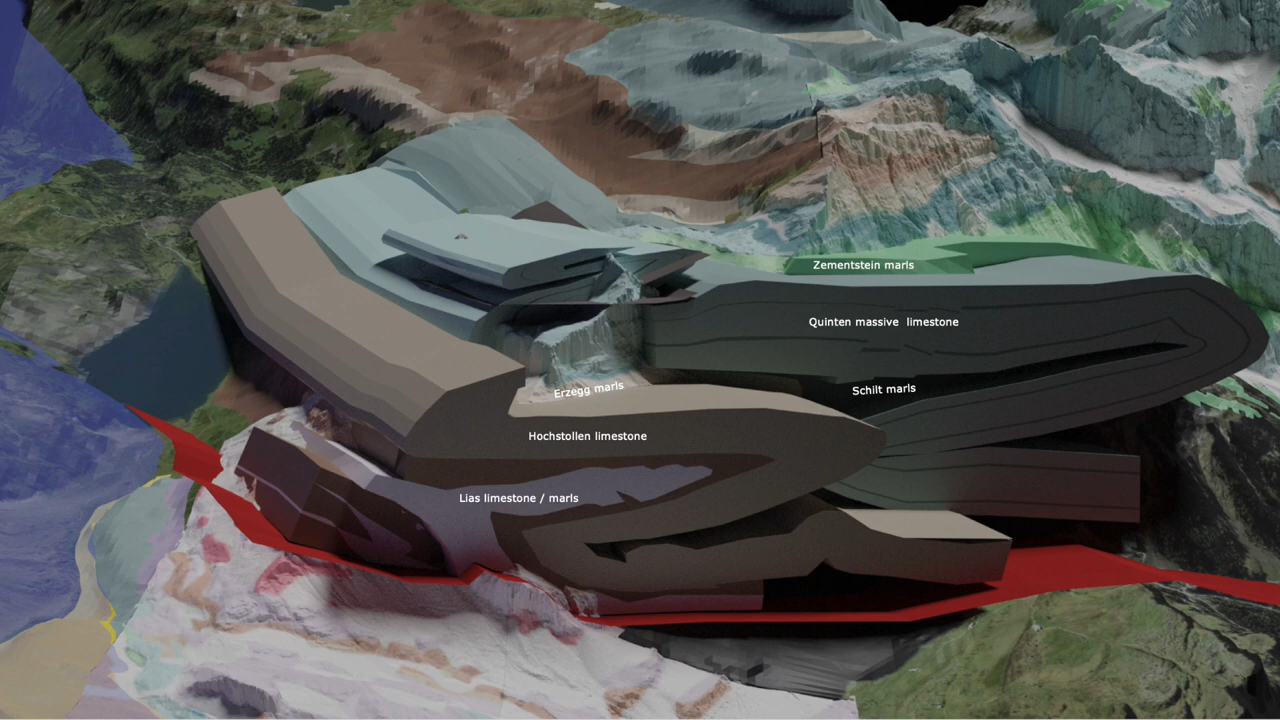 Zementstein marls
Quinten massive  limestone
Erzegg marls
Schilt marls
Hochstollen limestone
Lias limestone / marls